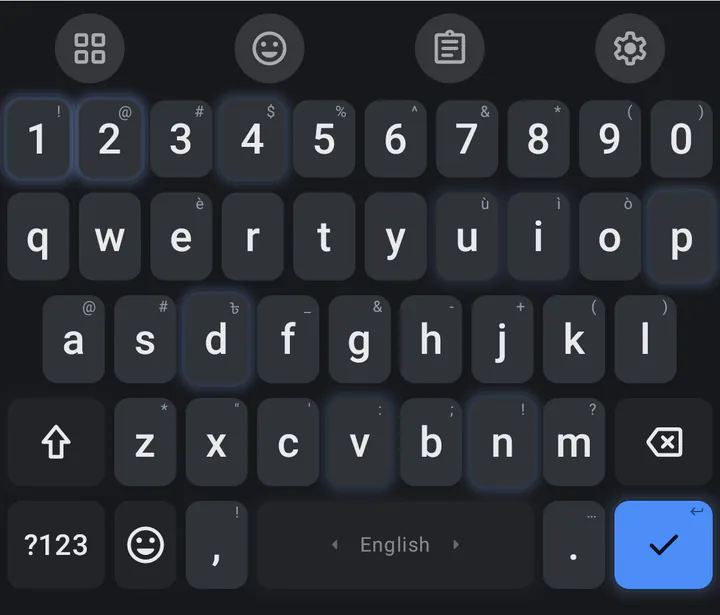 1 ! 2 @ 3 # 4 $ 5 % 6 ^ 7 & 8 * 9 ( 0 )
q w e è r t y u ù i ì o ò p
a @ s # d ъ f _ g & h - j + k ( l )
z * x " c ' v : b ; n ! m ?
?123 , ! English . …